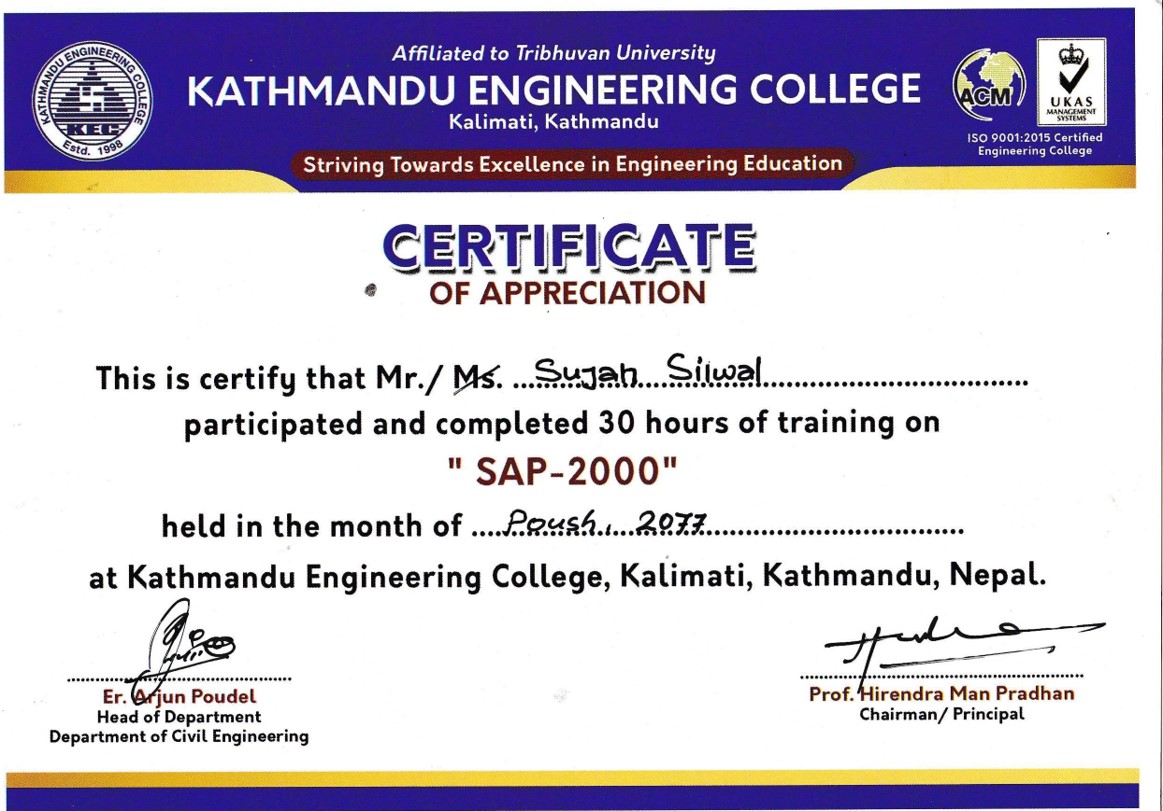 KATHMANDU ENGINEERING COLLEGE
KEC
Estd. 1998
Affiliated to Tribhuvan University
KATHMANDU ENGINEERING COLLEGE
Kalimati, Kathmandu
Striving Towards Excellence in Engineering Education
ACM
UKAS
MANAGEMENT
SYSTEMS
ISO 9001:2015 Certified
Engineering College
CERTIFICATE
OF APPRECIATION
This is certify that Mr./ Ms. ...Sujan Silwal...
participated and completed 30 hours of training on
" SAP-2000"
held in the month of ....Poush, 2077...
at Kathmandu Engineering College, Kalimati, Kathmandu, Nepal.
Er. Arjun Poudel
Head of Department
Department of Civil Engineering
Prof. Hirendra Man Pradhan
Chairman/ Principal